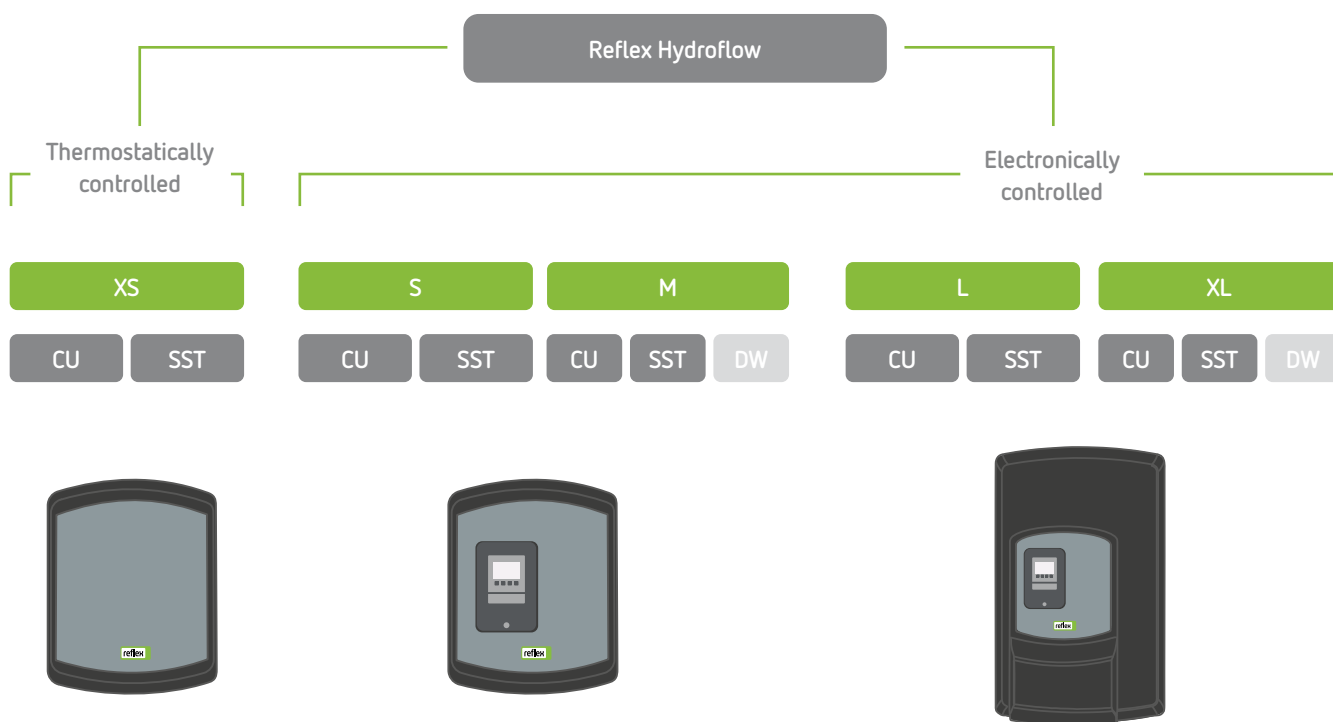 Reflex Hydroflow
Thermostatically
controlled
Electronically
controlled
XS
S
M
L
XL
CU
SST
CU
SST
CU
SST
DW
CU
SST
CU
SST
DW
reflex
reflex
reflex